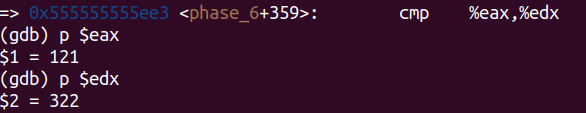 => 0x555555555ee3 <phase_6+359>:        cmp    %eax,%edx
(gdb) p $eax
$1 = 121
(gdb) p $edx
$2 = 322